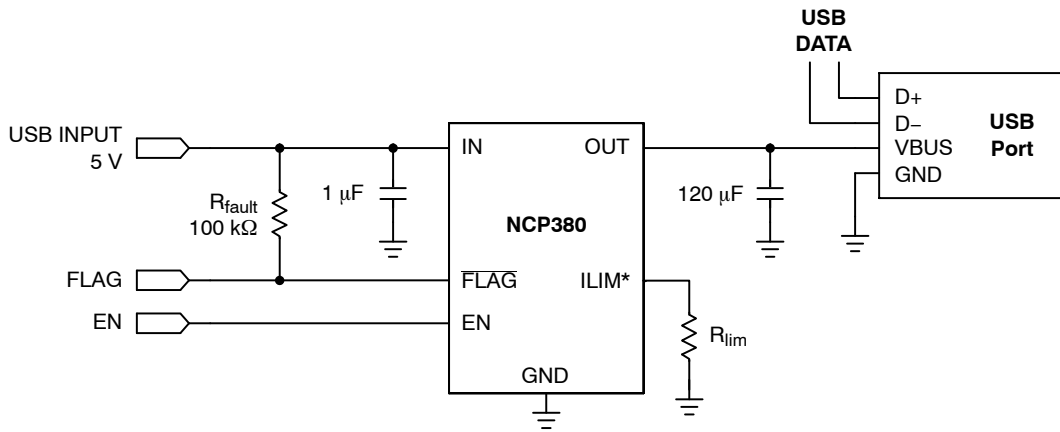 USB
DATA
D+
D−
VBUS
GND
USB
Port
USB INPUT
5 V
IN
OUT
R_fault
100 kΩ
1 μF
120 μF
NCP380
FLAG
FLAG
ILIM*
EN
EN
R_lim
GND